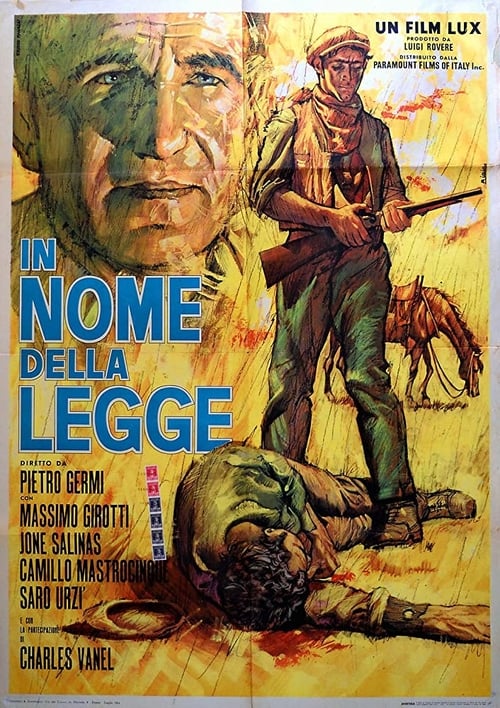 UN FILM LUX
PRODOTTO DA
LUIGI ROVERE
DISTRIBUITO DALLA
PARAMOUNT FILMS OF ITALY Inc.
IN
NOME
DELLA
LEGGE
DIRETTO DA
PIETRO GERMI
CON
MASSIMO GIROTTI
JONE SALINAS
CAMILLO MASTROCINQUE
SARO URZI'
E CON
LA PARTECIPAZIONE
DI
CHARLES VANEL